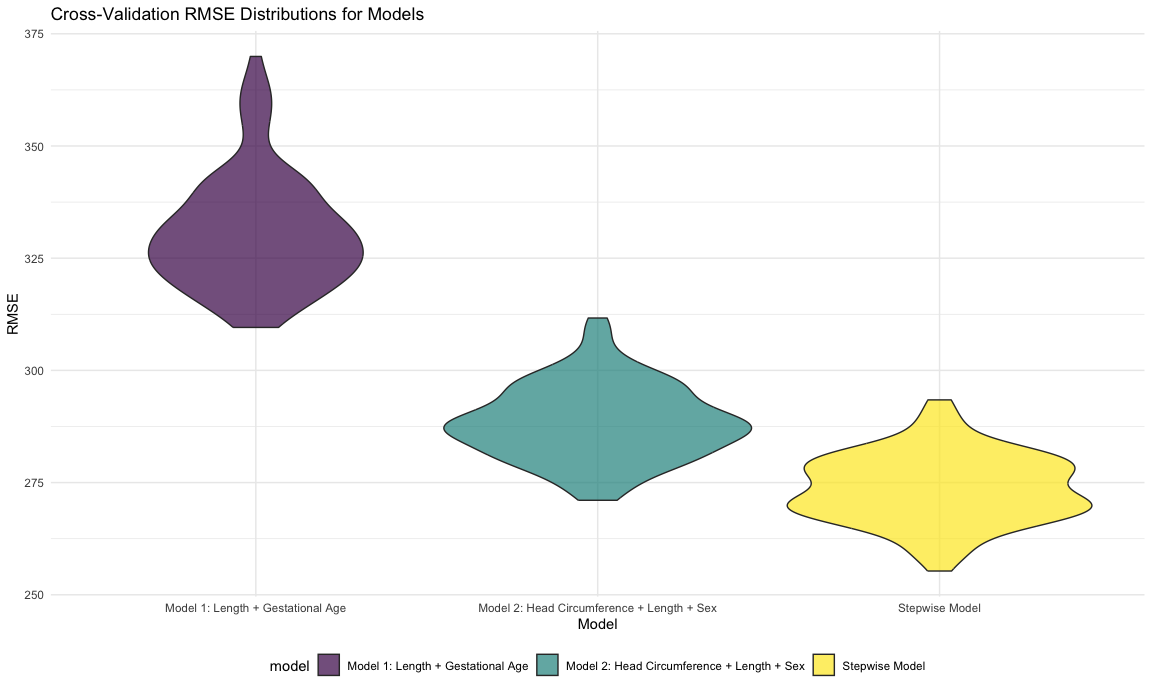 Cross-Validation RMSE Distributions for Models
375
350
325
300
275
250
RMSE
Model 1: Length + Gestational Age
Model 2: Head Circumference + Length + Sex
Stepwise Model
Model
model
Model 1: Length + Gestational Age
Model 2: Head Circumference + Length + Sex
Stepwise Model